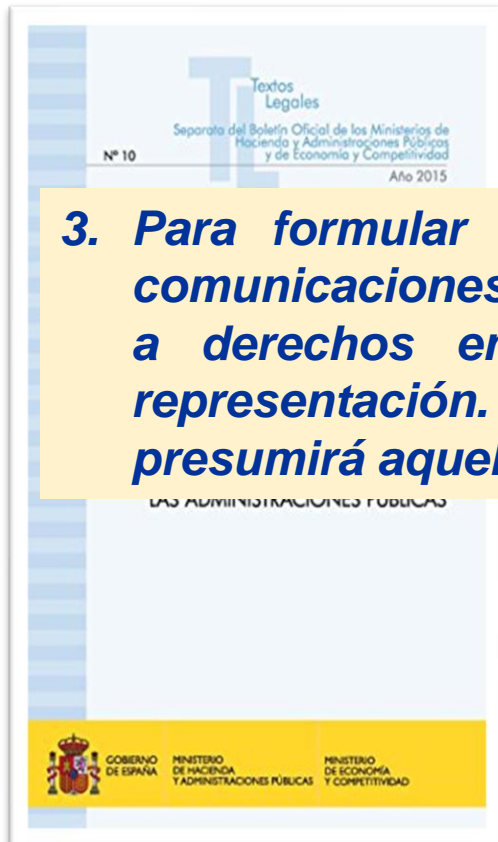 Textos
Legales
Separata del Boletín Oficial de los Ministerios de
Hacienda y Administraciones Públicas
y de Economía y Competitividad
Nº 10
Año 2015
3. Para formular
comunicaciones
a derechos en
representación.
presumirá aquel
LAS ADMINISTRACIONES PÚBLICAS
GOBIERNO
DE ESPAÑA
MINISTERIO
DE HACIENDA
Y ADMINISTRACIONES PÚBLICAS
MINISTERIO
DE ECONOMÍA
Y COMPETITIVIDAD